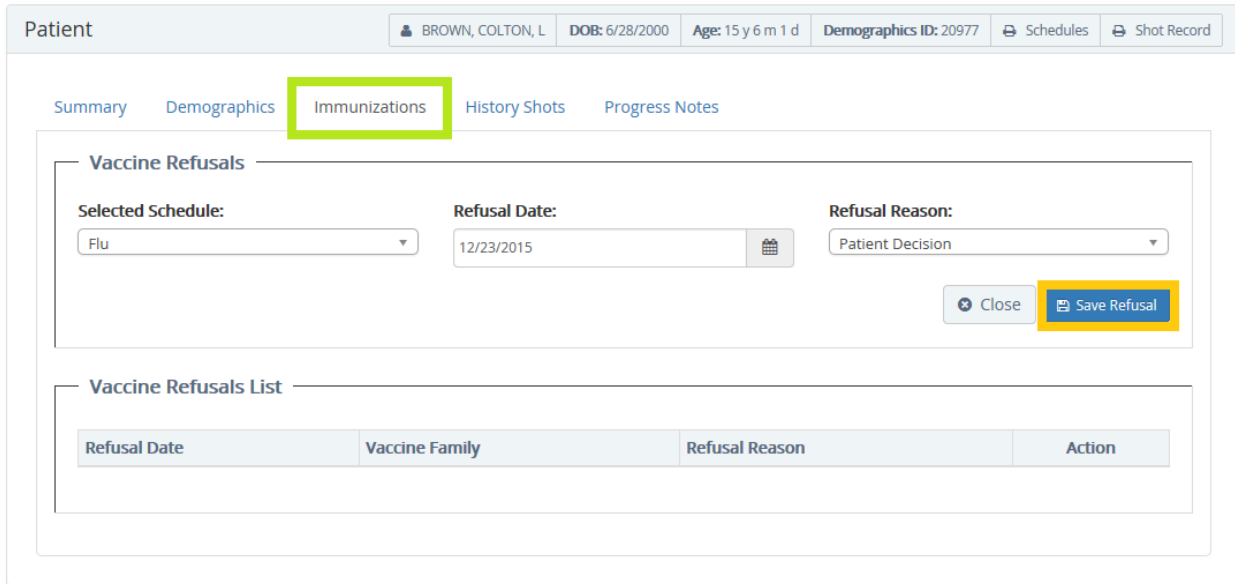 Patient BROWN, COLTON, L DOB: 6/28/2000 Age: 15 y 6 m 1 d Demographics ID: 20977 Schedules Shot Record
Summary Demographics Immunizations History Shots Progress Notes
Vaccine Refusals
Selected Schedule: Refusal Date: Refusal Reason:
Flu 12/23/2015 Patient Decision
Close Save Refusal
Vaccine Refusals List
Refusal Date Vaccine Family Refusal Reason Action